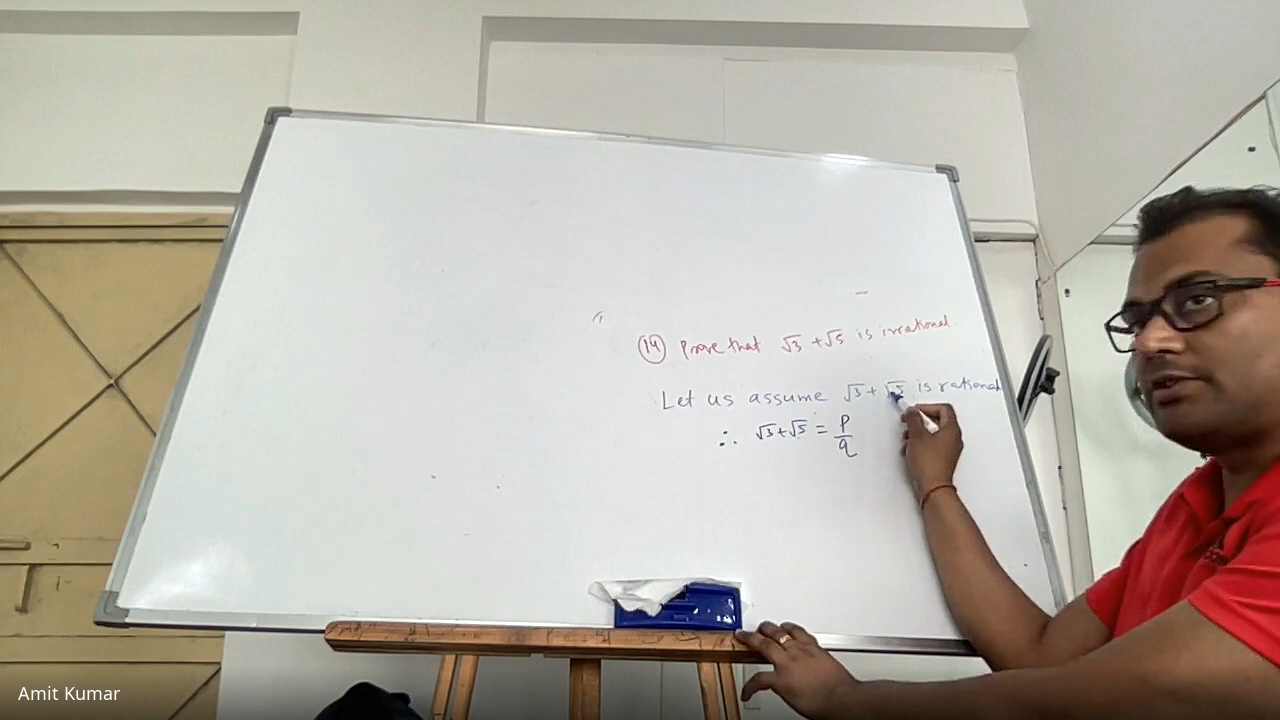 (14) Prove that √3 + √5 is irrational.
Let us assume √3 + √5 is rational
∴ √3 + √5 = p/q
Amit Kumar